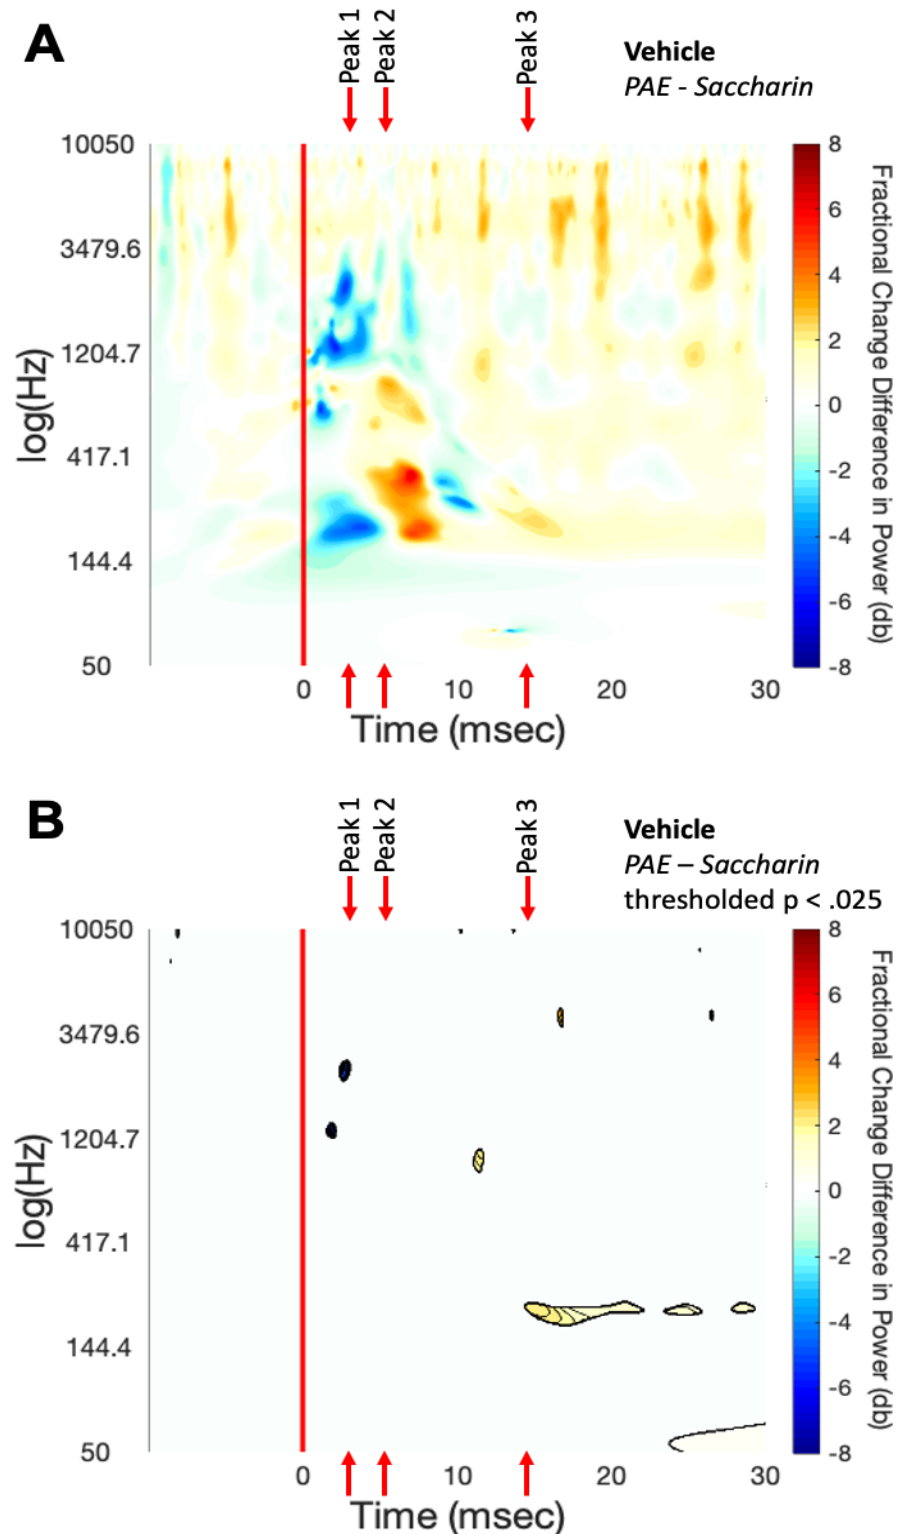 A
Peak 1
Peak 2
Peak 3
Vehicle
PAE - Saccharin
10050
3479.6
1204.7
417.1
144.4
50
log(Hz)
0
10
20
30
Time (msec)
8
6
4
2
0
-2
-4
-6
-8
Fractional Change Difference in Power (db)
B
Peak 1
Peak 2
Peak 3
Vehicle
PAE – Saccharin
thresholded p < .025
10050
3479.6
1204.7
417.1
144.4
50
log(Hz)
0
10
20
30
Time (msec)
8
6
4
2
0
-2
-4
-6
-8
Fractional Change Difference in Power (db)